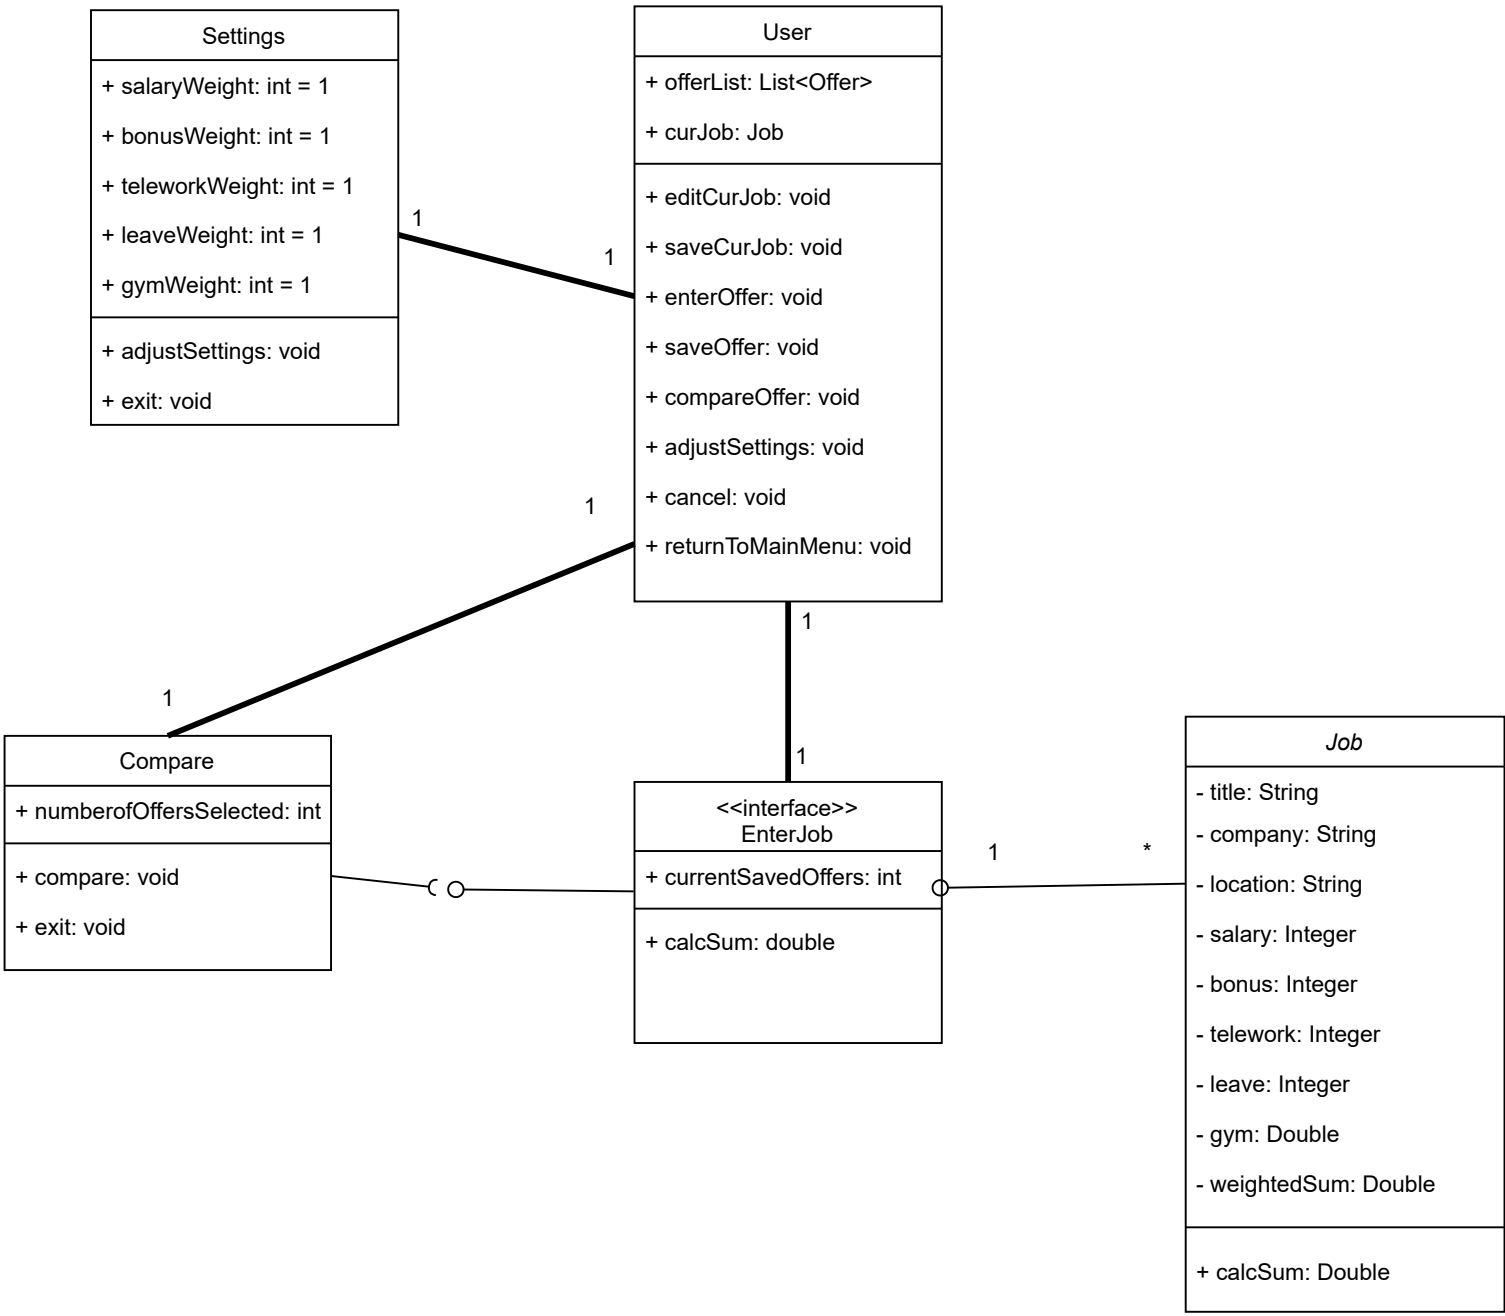 Settings
+ salaryWeight: int = 1
+ bonusWeight: int = 1
+ teleworkWeight: int = 1
+ leaveWeight: int = 1
+ gymWeight: int = 1
+ adjustSettings: void
+ exit: void
User
+ offerList: List<Offer>
+ curJob: Job
+ editCurJob: void
+ saveCurJob: void
+ enterOffer: void
+ saveOffer: void
+ compareOffer: void
+ adjustSettings: void
+ cancel: void
+ returnToMainMenu: void
1
1
1
1
1
1
Compare
+ numberofOffersSelected: int
+ compare: void
+ exit: void
<<interface>>
EnterJob
+ currentSavedOffers: int
+ calcSum: double
1
*
Job
- title: String
- company: String
- location: String
- salary: Integer
- bonus: Integer
- telework: Integer
- leave: Integer
- gym: Double
- weightedSum: Double
+ calcSum: Double